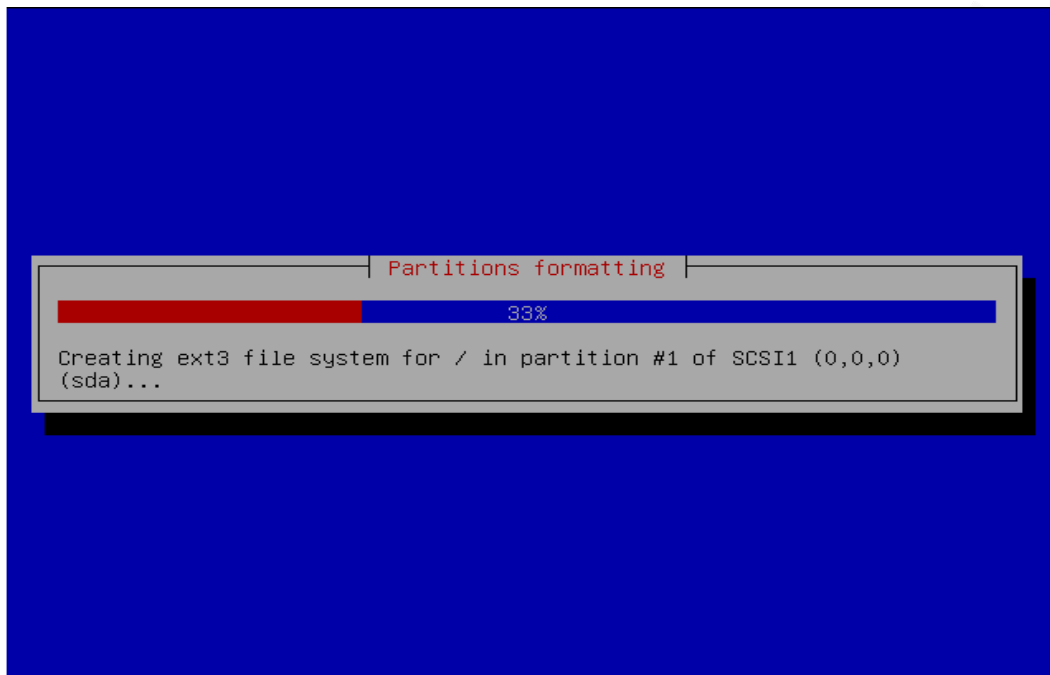 Partitions formatting
33%
Creating ext3 file system for / in partition #1 of SCSI1 (0,0,0)
(sda)...